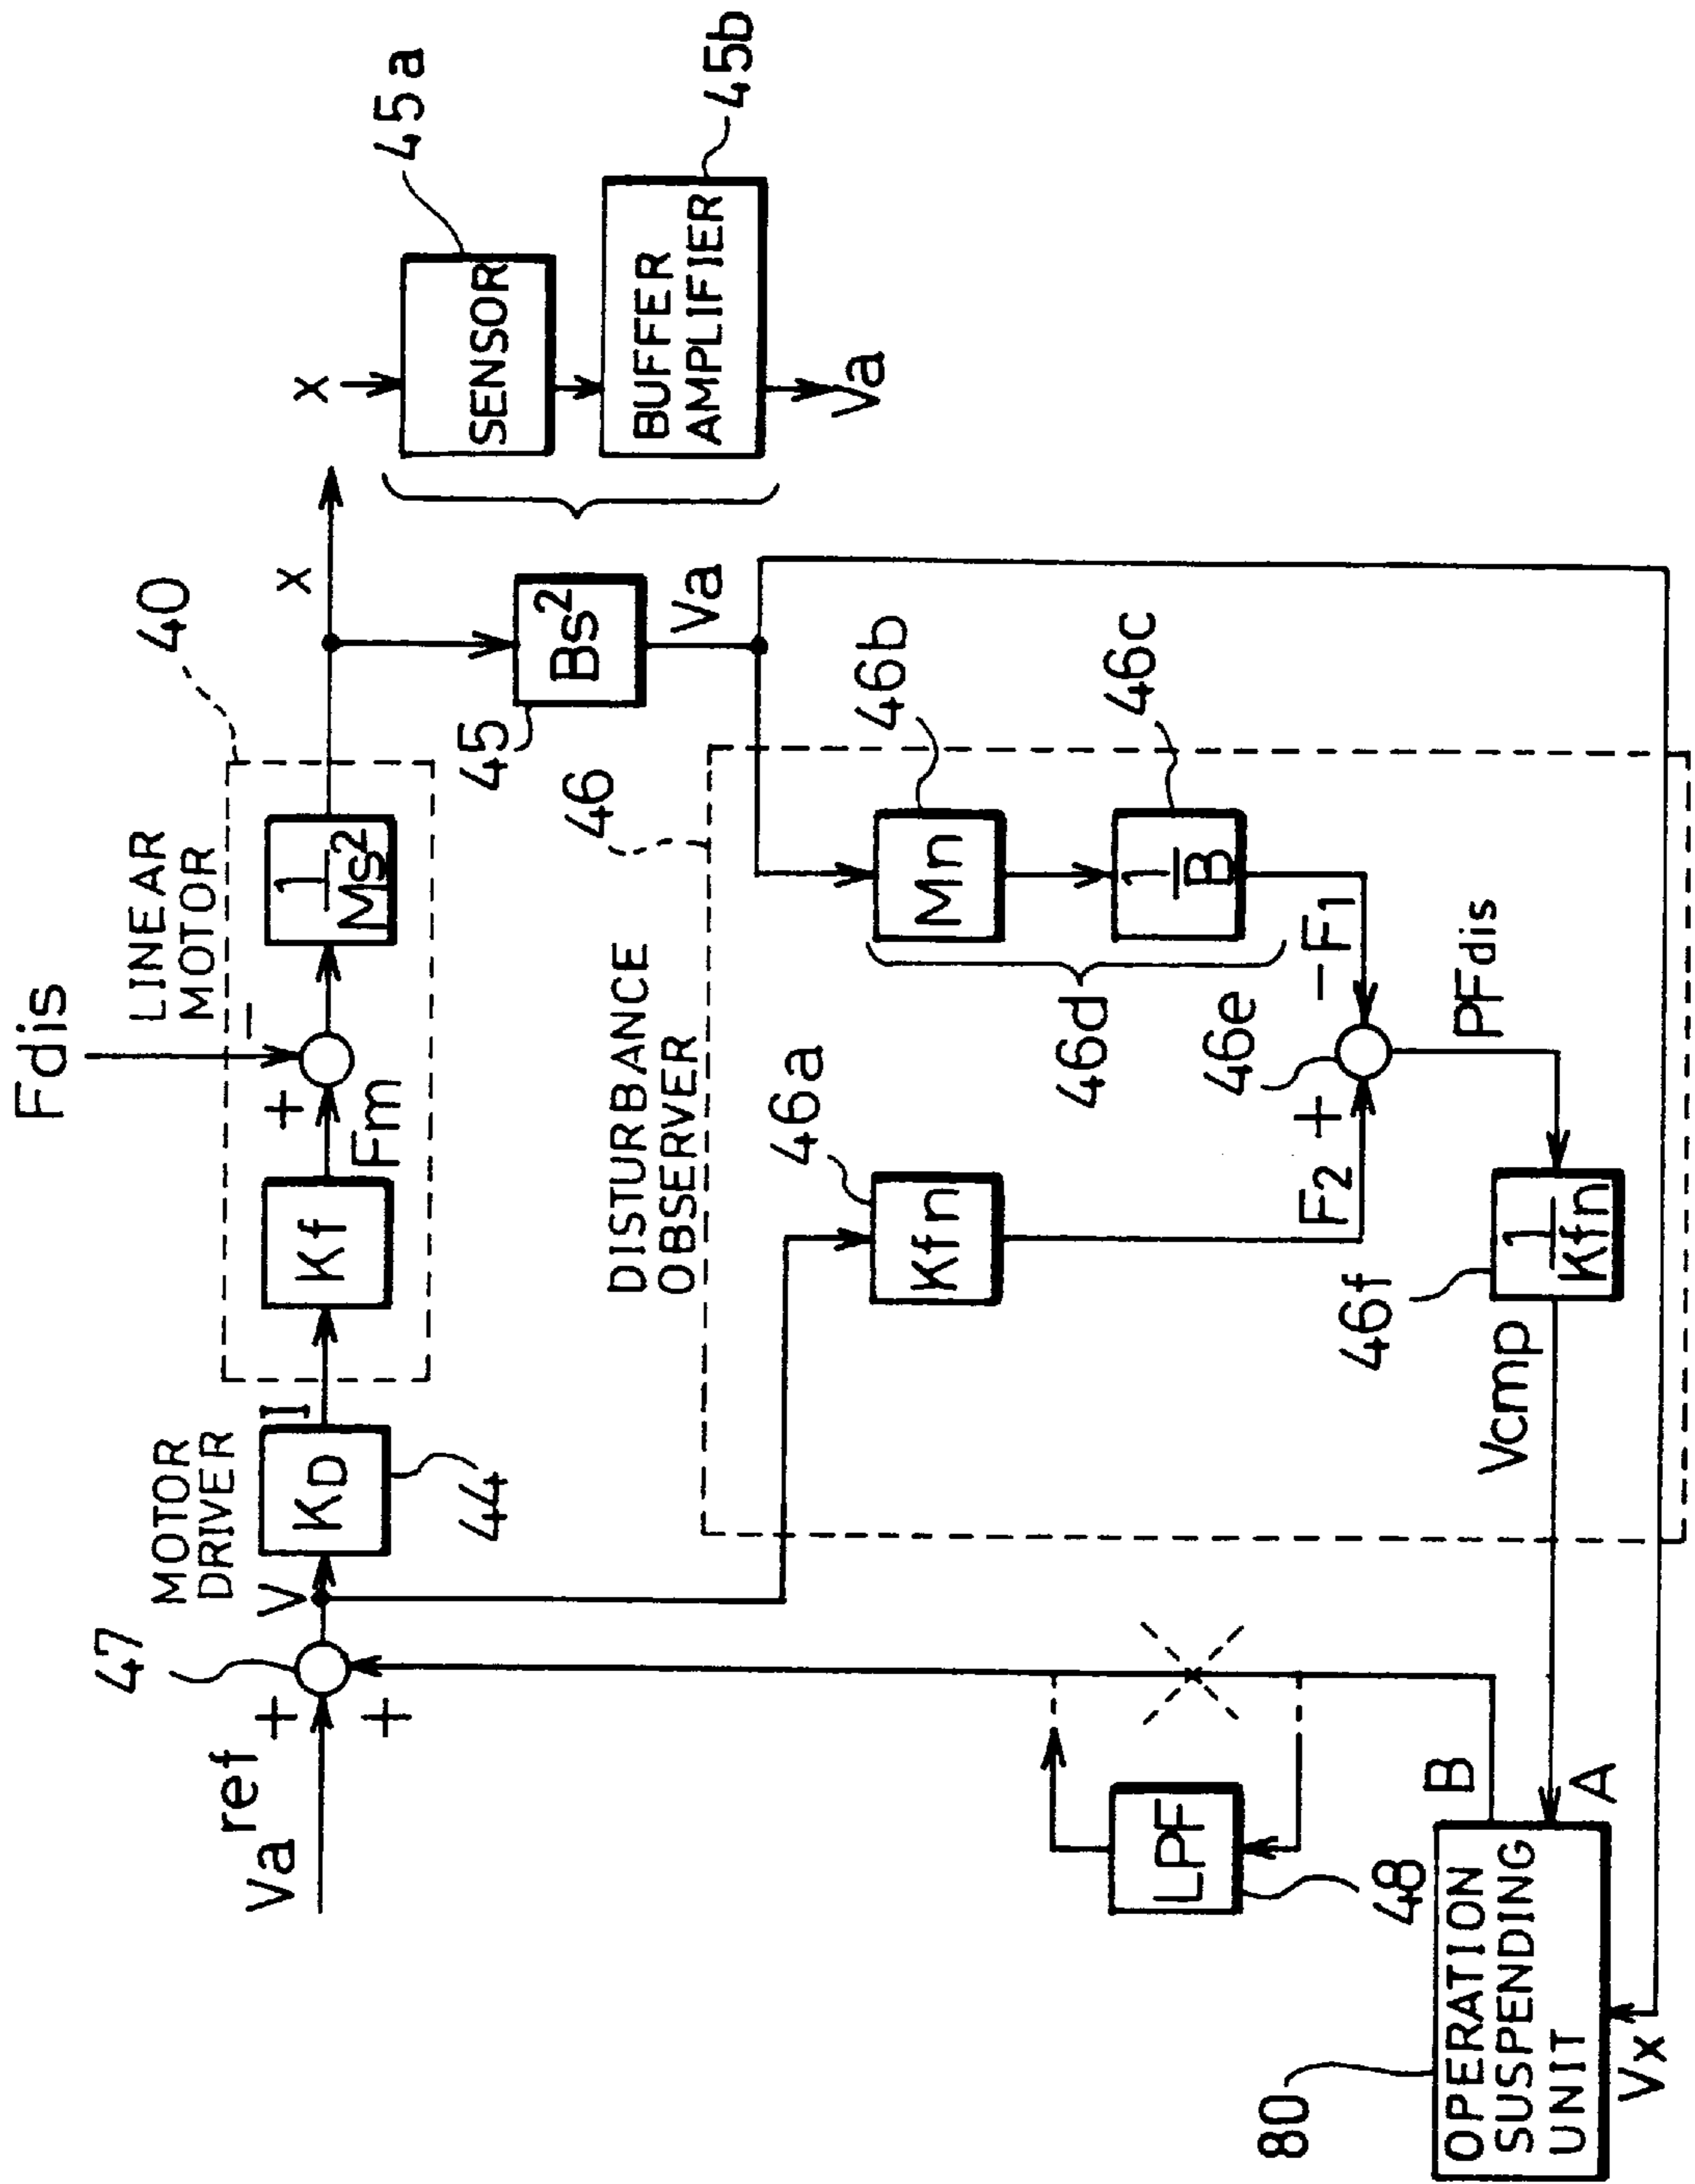 Fdis
LINEAR
MOTOR
40
MOTOR
DRIVER
47
Va ref
+
+
V
KD
44
I
Kf
Fm
+
−
1
Ms²
x
x
SENSOR
45a
BUFFER
AMPLIFIER
45b
Va
45
Bs²
Va
DISTURBANCE
OBSERVER
46
46a
Kfn
46b
Mn
46c
1
B
46d
F2
+
46e
−F1
PFdis
46f
1
Kfn
Vcmp
LPF
48
B
A
80
OPERATION
SUSPENDING
UNIT
Vx